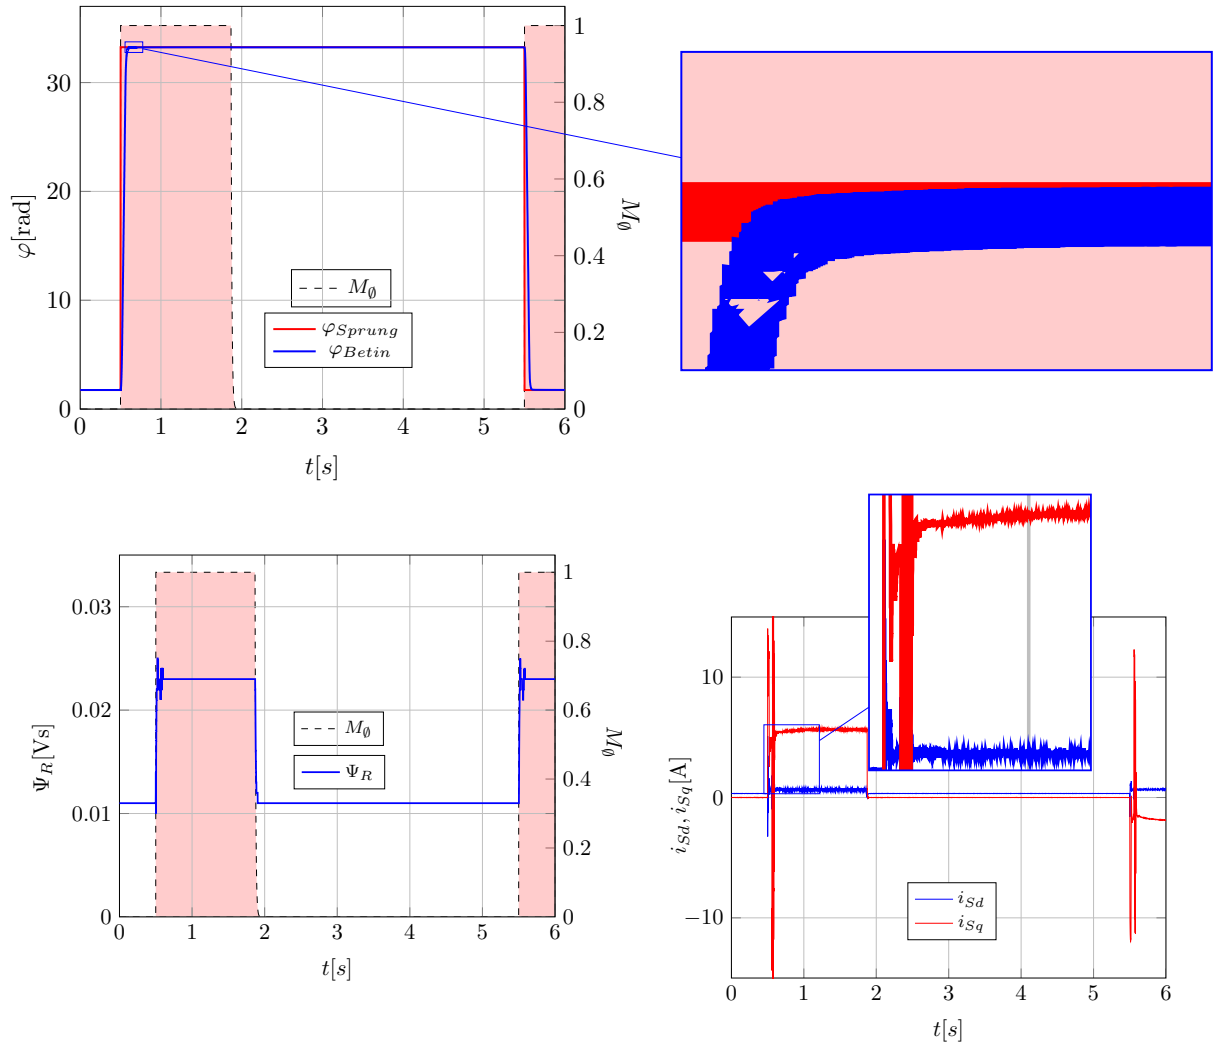 φ[rad]
30
20
10
0
1
0.8
0.6
0.4
0.2
0
M∅
M∅
φSprung
φBetin
0 1 2 3 4 5 6
t[s]
ΨR[Vs]
0.03
0.02
0.01
0
1
0.8
0.6
0.4
0.2
0
M∅
M∅
ΨR
0 1 2 3 4 5 6
t[s]
iSd, iSq[A]
10
0
−10
iSd
iSq
0 1 2 3 4 5 6
t[s]